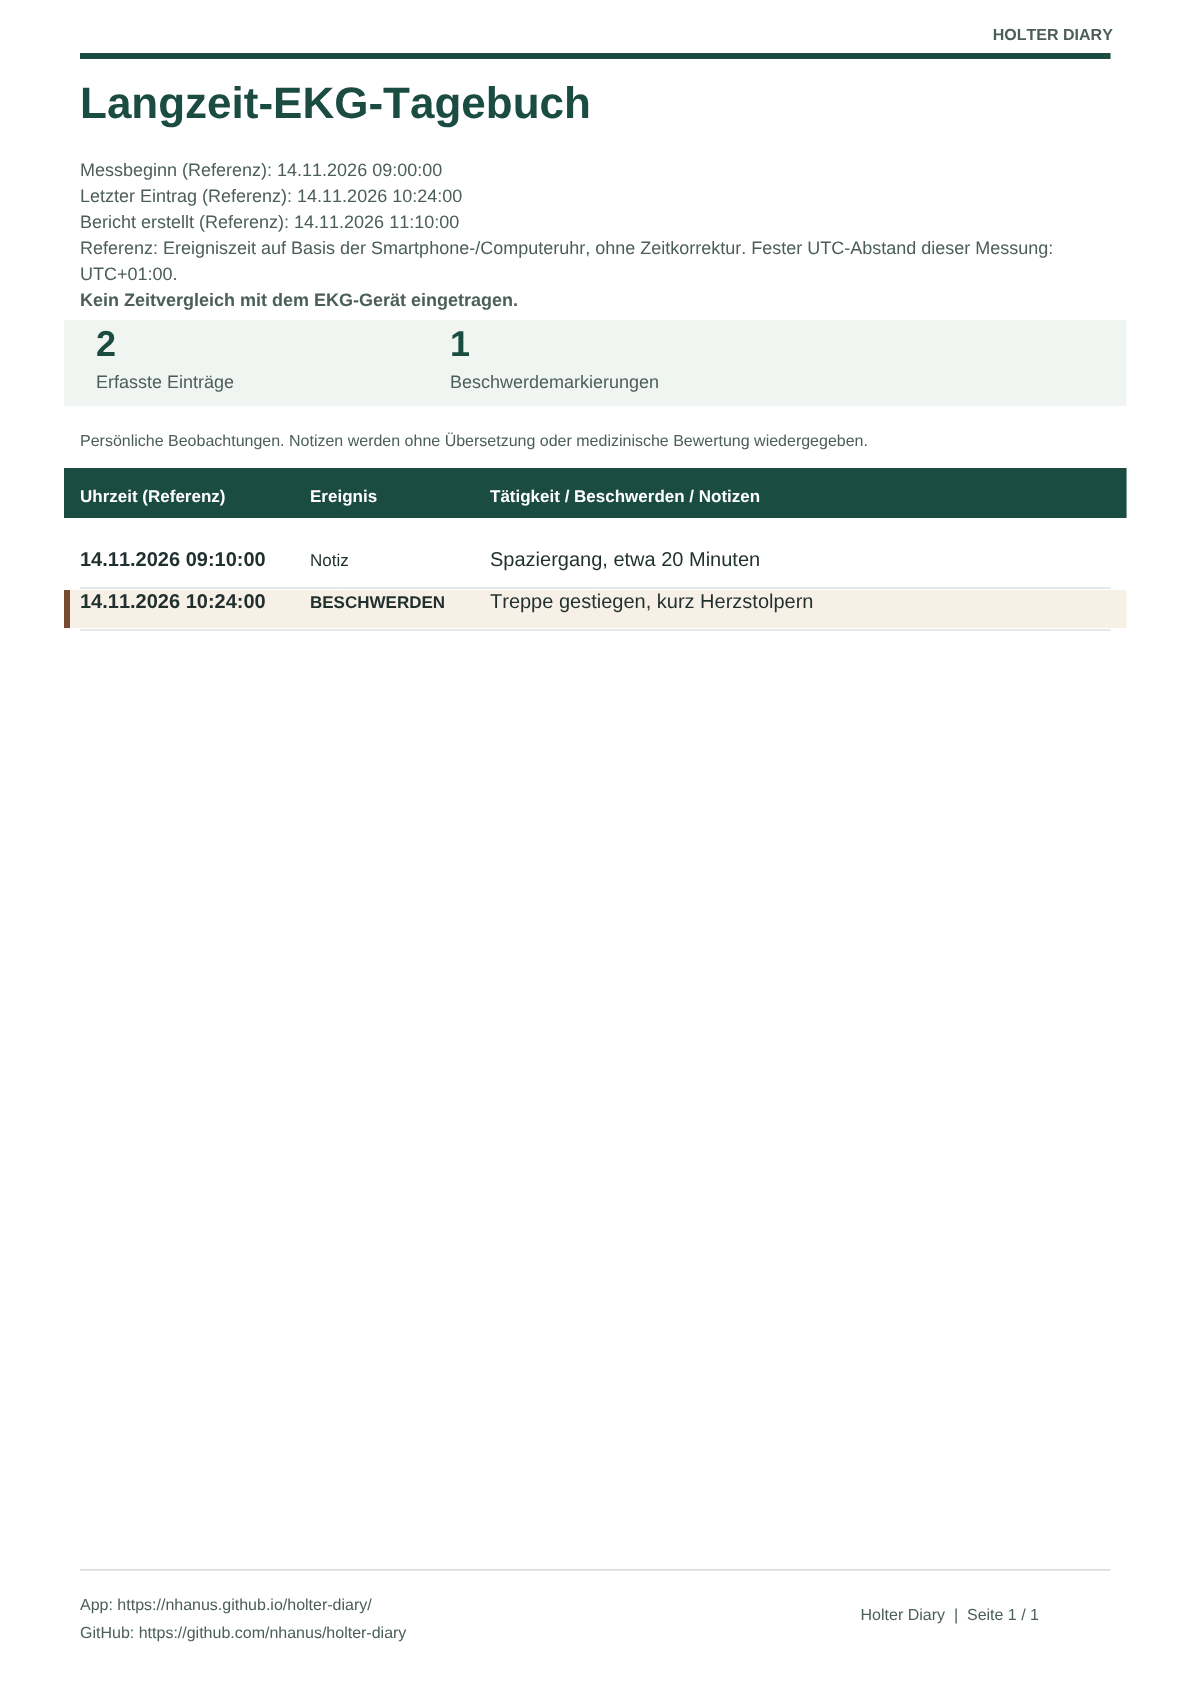 HOLTER DIARY
Langzeit-EKG-Tagebuch
Messbeginn (Referenz): 14.11.2026 09:00:00
Letzter Eintrag (Referenz): 14.11.2026 10:24:00
Bericht erstellt (Referenz): 14.11.2026 11:10:00
Referenz: Ereigniszeit auf Basis der Smartphone-/Computeruhr, ohne Zeitkorrektur. Fester UTC-Abstand dieser Messung:
UTC+01:00.
Kein Zeitvergleich mit dem EKG-Gerät eingetragen.
2 1
Erfasste Einträge Beschwerdemarkierungen
Persönliche Beobachtungen. Notizen werden ohne Übersetzung oder medizinische Bewertung wiedergegeben.
Uhrzeit (Referenz) Ereignis Tätigkeit / Beschwerden / Notizen
14.11.2026 09:10:00 Notiz Spaziergang, etwa 20 Minuten
14.11.2026 10:24:00 BESCHWERDEN Treppe gestiegen, kurz Herzstolpern
App: https://nhanus.github.io/holter-diary/
Holter Diary | Seite 1 / 1
GitHub: https://github.com/nhanus/holter-diary